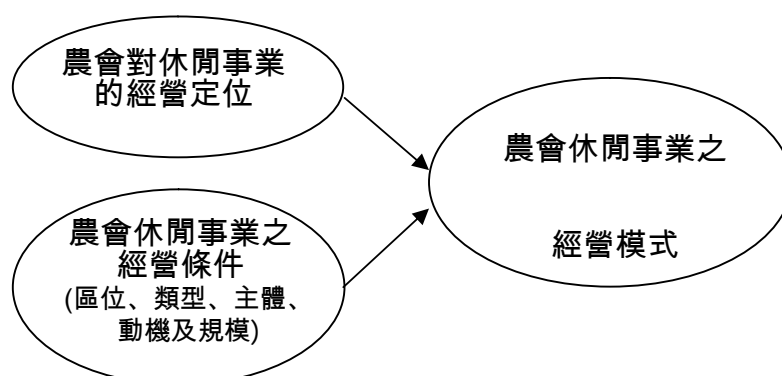 農會對休閒事業
的經營定位
農會休閒事業之
經營條件
(區位、類型、主體、
動機及規模)
農會休閒事業之
經營模式